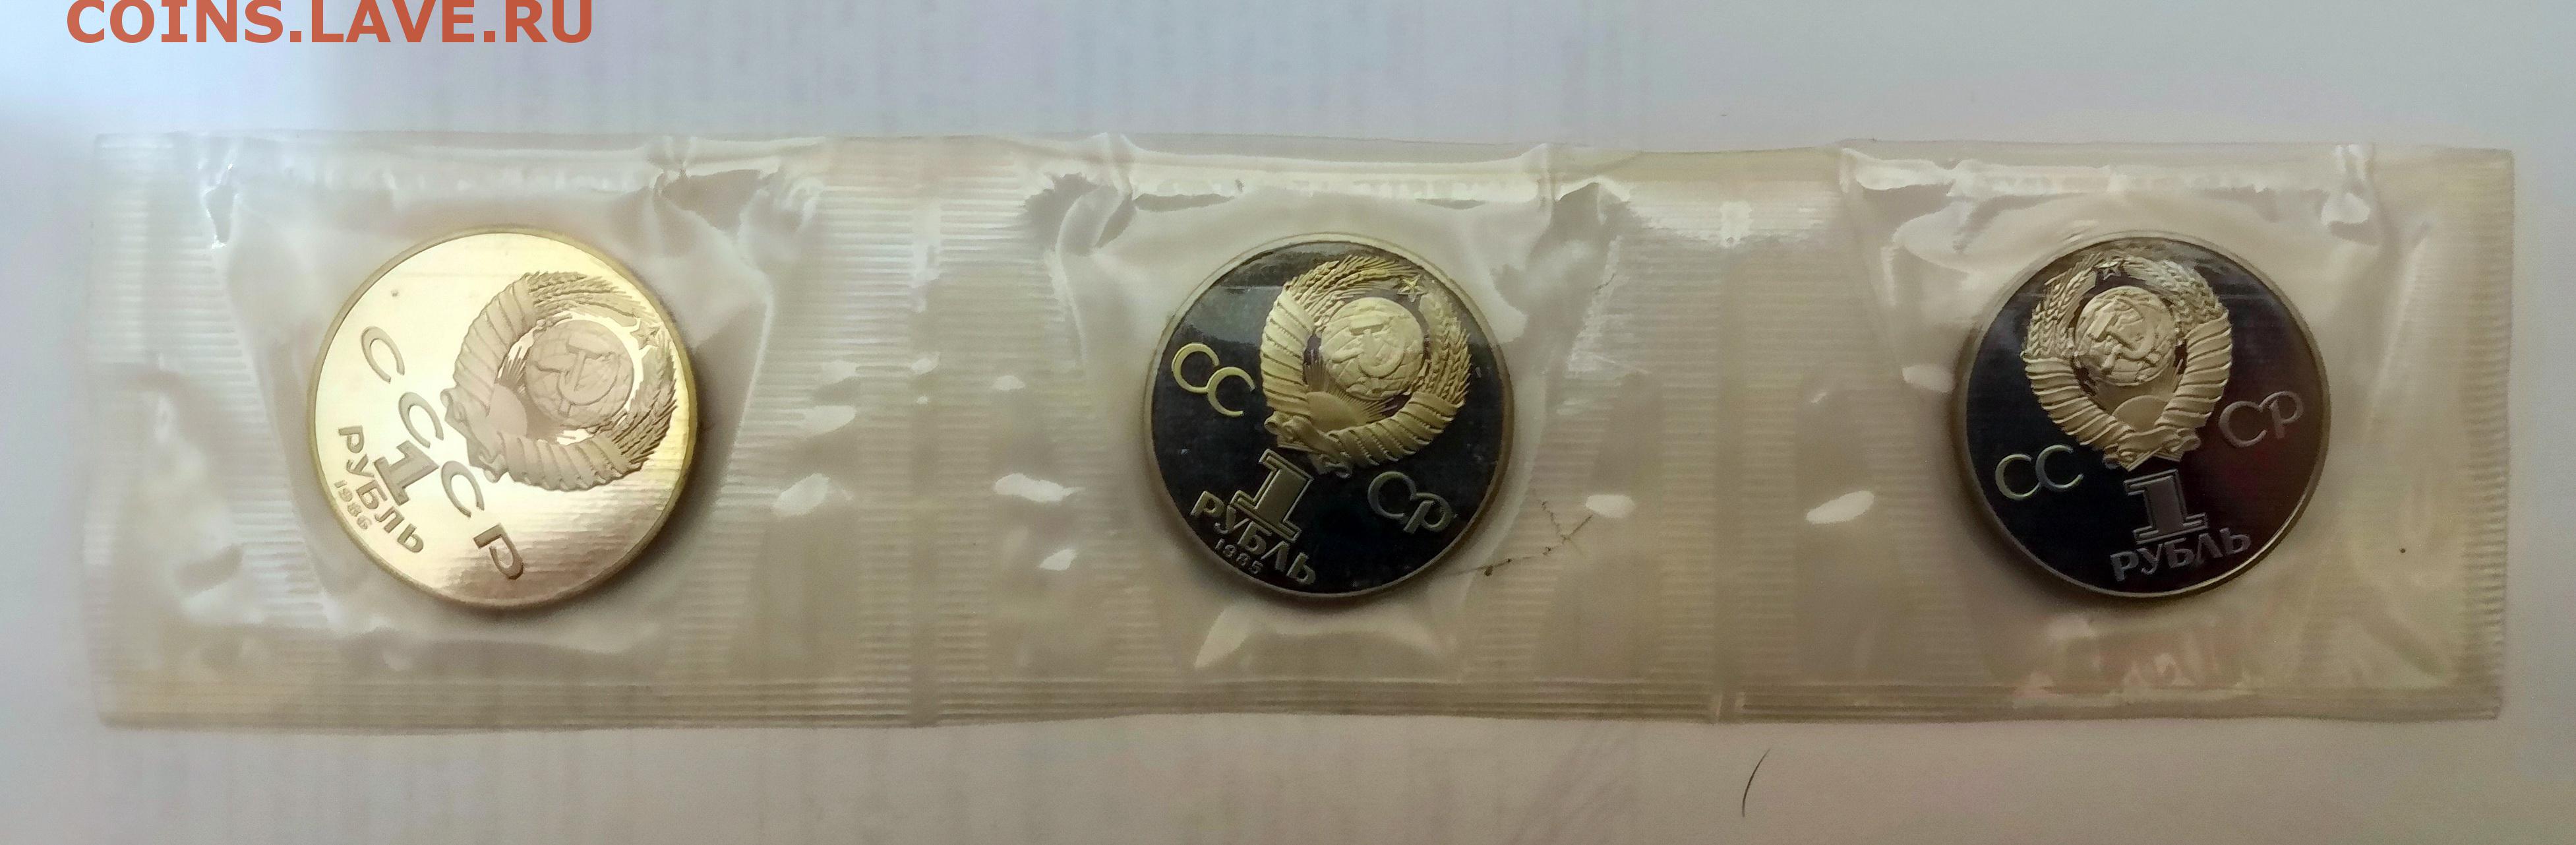 COINS.LAVE.RU
СССР
1
РУБЛЬ
1986
СС СР
1
РУБЛЬ
1985
СС СР
1
РУБЛЬ